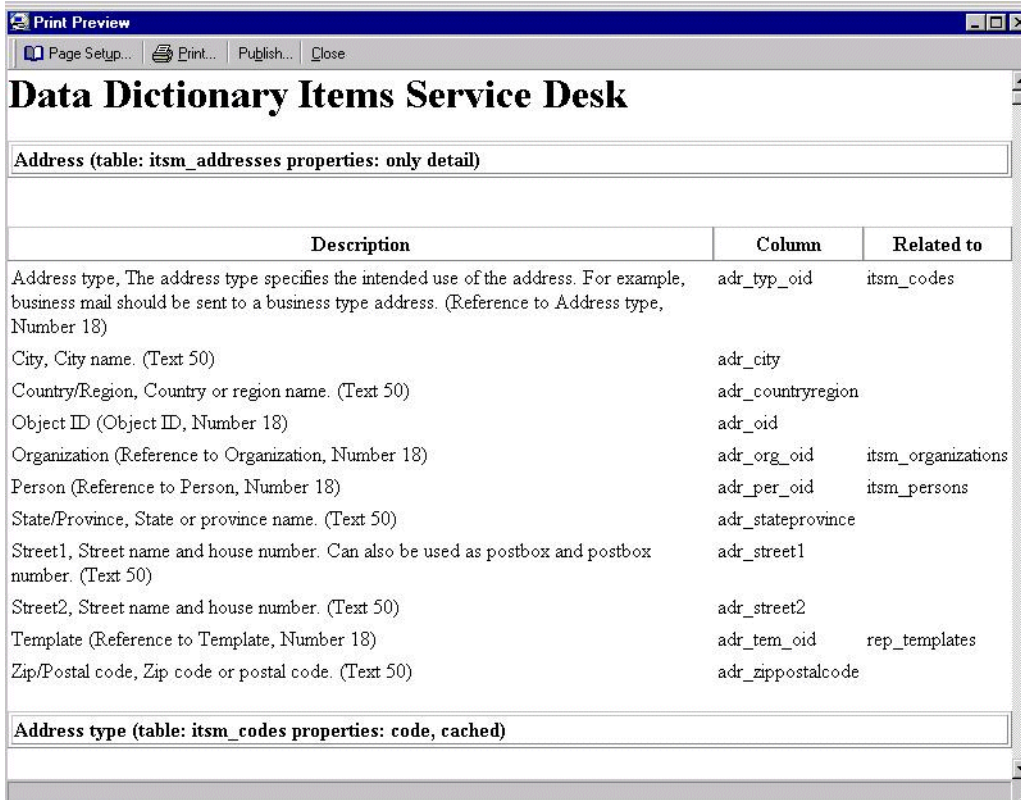 Print Preview
Page Setup... Print... Publish... Close
Data Dictionary Items Service Desk
Address (table: itsm_addresses properties: only detail)
Description Column Related to
Address type, The address type specifies the intended use of the address. For example, adr_typ_oid itsm_codes
business mail should be sent to a business type address. (Reference to Address type,
Number 18)
City, City name. (Text 50) adr_city
Country/Region, Country or region name. (Text 50) adr_countryregion
Object ID (Object ID, Number 18) adr_oid
Organization (Reference to Organization, Number 18) adr_org_oid itsm_organizations
Person (Reference to Person, Number 18) adr_per_oid itsm_persons
State/Province, State or province name. (Text 50) adr_stateprovince
Street1, Street name and house number. Can also be used as postbox and postbox adr_street1
number. (Text 50)
Street2, Street name and house number. (Text 50) adr_street2
Template (Reference to Template, Number 18) adr_tem_oid rep_templates
Zip/Postal code, Zip code or postal code. (Text 50) adr_zippostalcode
Address type (table: itsm_codes properties: code, cached)